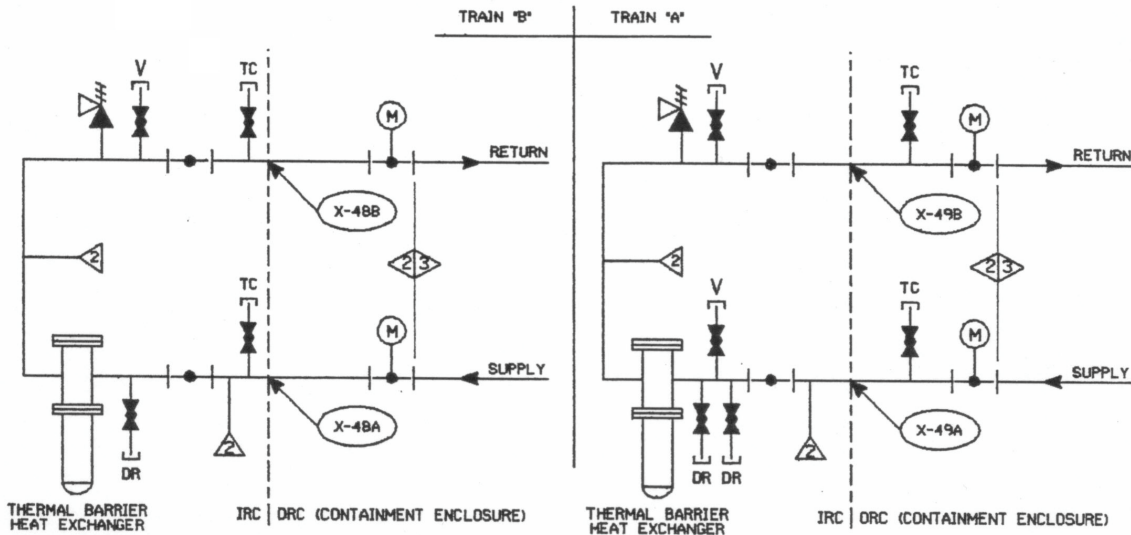 TRAIN "B"
TRAIN "A"
V
TC
M
RETURN
X-48B
2
2 3
TC
M
SUPPLY
X-48A
2
DR
THERMAL BARRIER
HEAT EXCHANGER
IRC
ORC (CONTAINMENT ENCLOSURE)
V
TC
M
RETURN
X-49B
2
2 3
V
TC
M
SUPPLY
X-49A
2
DR
DR
THERMAL BARRIER
HEAT EXCHANGER
IRC
ORC (CONTAINMENT ENCLOSURE)